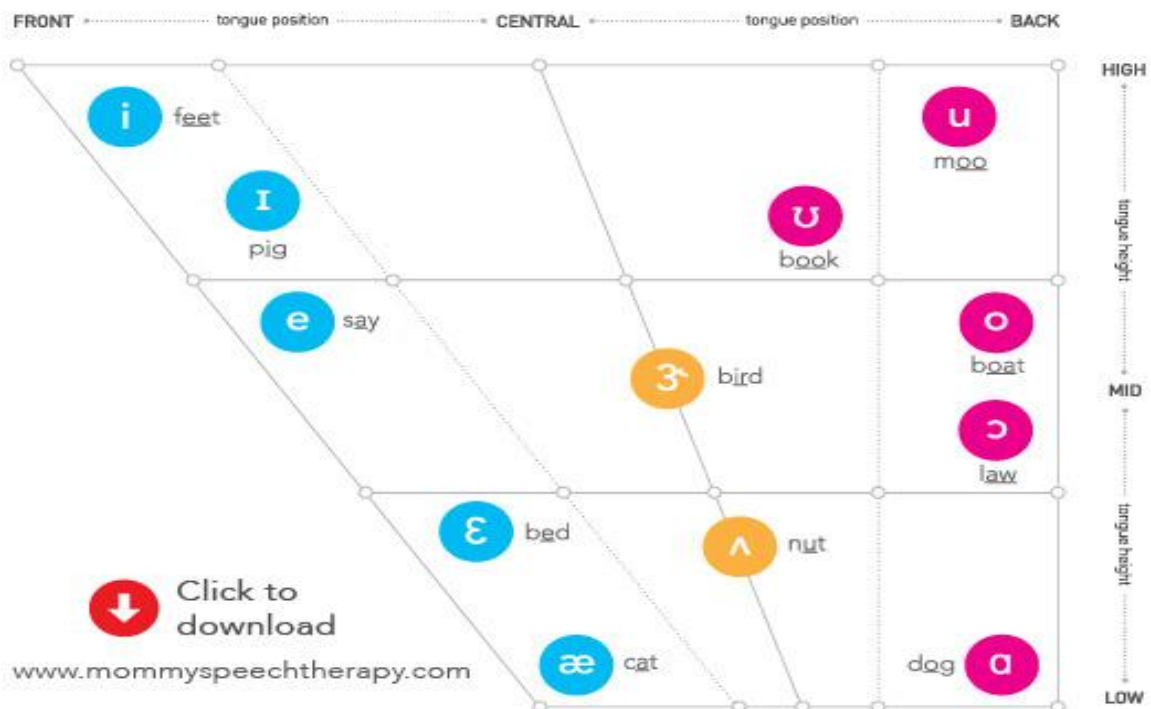 FRONT tongue position CENTRAL tongue position BACK
HIGH
i feet
u
moo
ɪ
pig
ʊ
book
tongue height
e say
o
boat
ɝ bird
MID
ɔ
law
ɛ bed
ʌ nut
tongue height
Click to
download
www.mommyspeechtherapy.com
æ cat
dog ɑ
LOW